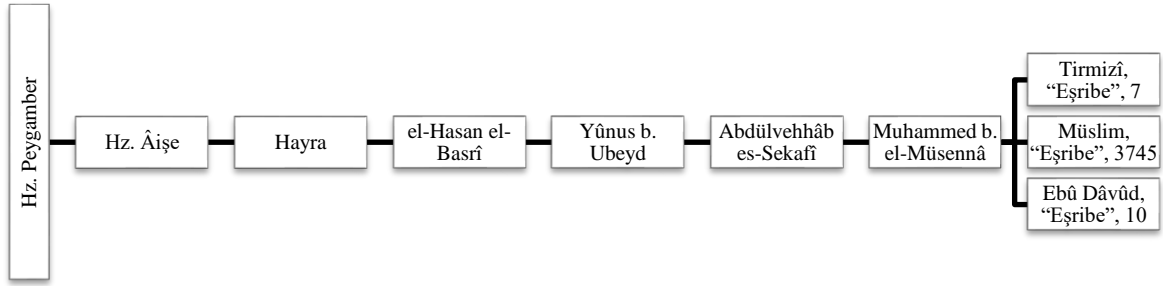 Hz. Peygamber
Hz. Âişe
Hayra
el-Hasan el-
Basrî
Yûnus b.
Ubeyd
Abdülvehhâb
es-Sekafî
Muhammed b.
el-Müsennâ
Tirmizî,
“Eşribe”, 7
Müslim,
“Eşribe”, 3745
Ebû Dâvûd,
“Eşribe”, 10